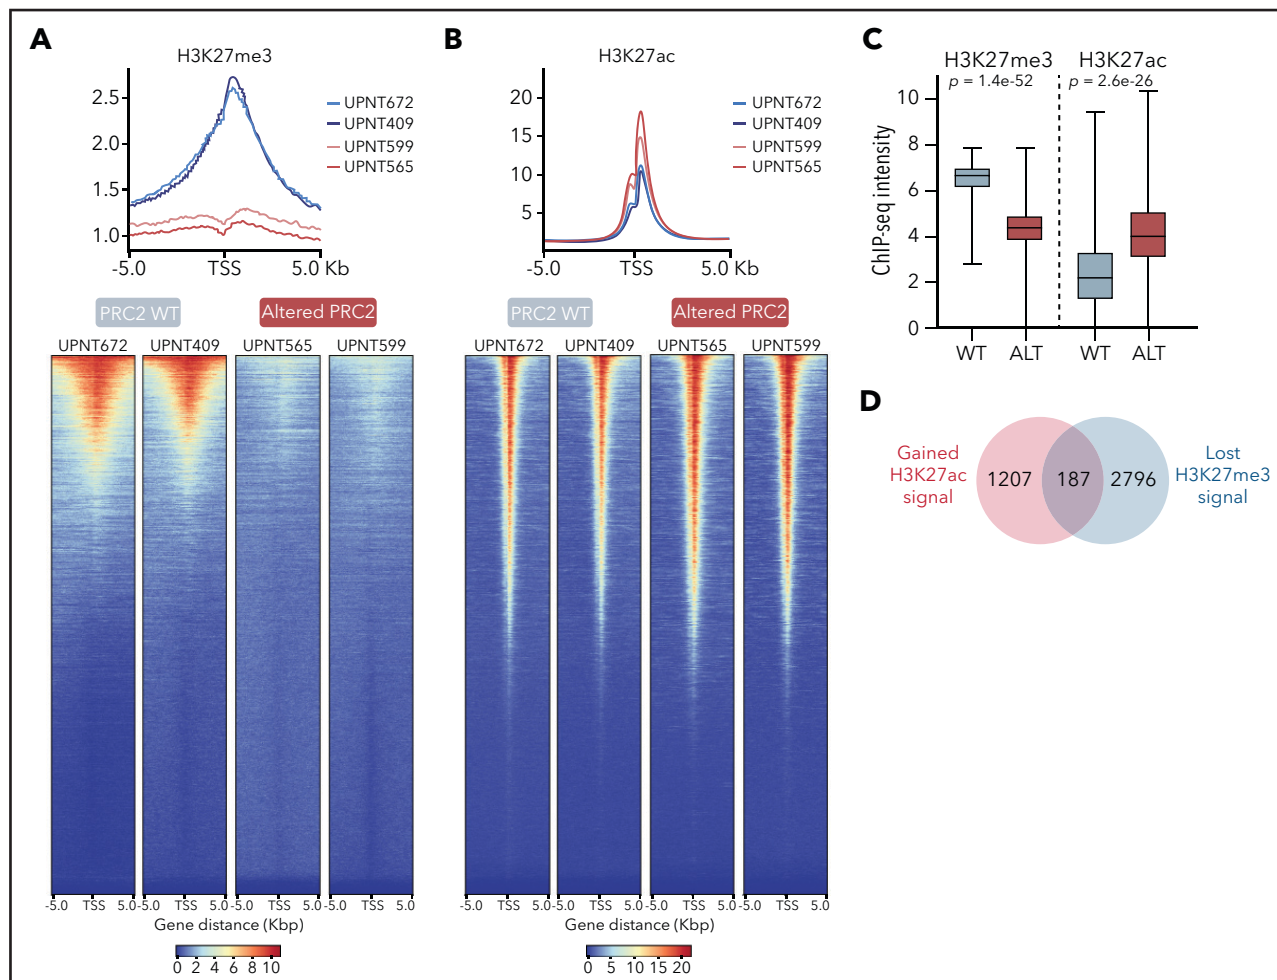 A
H3K27me3
2.5
2.0
1.5
1.0
-5.0 TSS 5.0 Kb
UPNT672
UPNT409
UPNT599
UPNT565
PRC2 WT Altered PRC2
UPNT672 UPNT409 UPNT565 UPNT599
-5.0 TSS 5.0 -5.0 TSS 5.0 -5.0 TSS 5.0 -5.0 TSS 5.0
Gene distance (Kbp)
0 2 4 6 8 10
B
H3K27ac
20
15
10
5
-5.0 TSS 5.0 Kb
UPNT672
UPNT409
UPNT599
UPNT565
PRC2 WT Altered PRC2
UPNT672 UPNT409 UPNT565 UPNT599
-5.0 TSS 5.0 -5.0 TSS 5.0 -5.0 TSS 5.0 -5.0 TSS 5.0
Gene distance (Kbp)
0 5 10 15 20
C
H3K27me3 H3K27ac
p = 1.4e-52 p = 2.6e-26
ChIP-seq intensity
10
8
6
4
2
0
WT ALT WT ALT
D
Gained
H3K27ac
signal
1207 187 2796
Lost
H3K27me3
signal